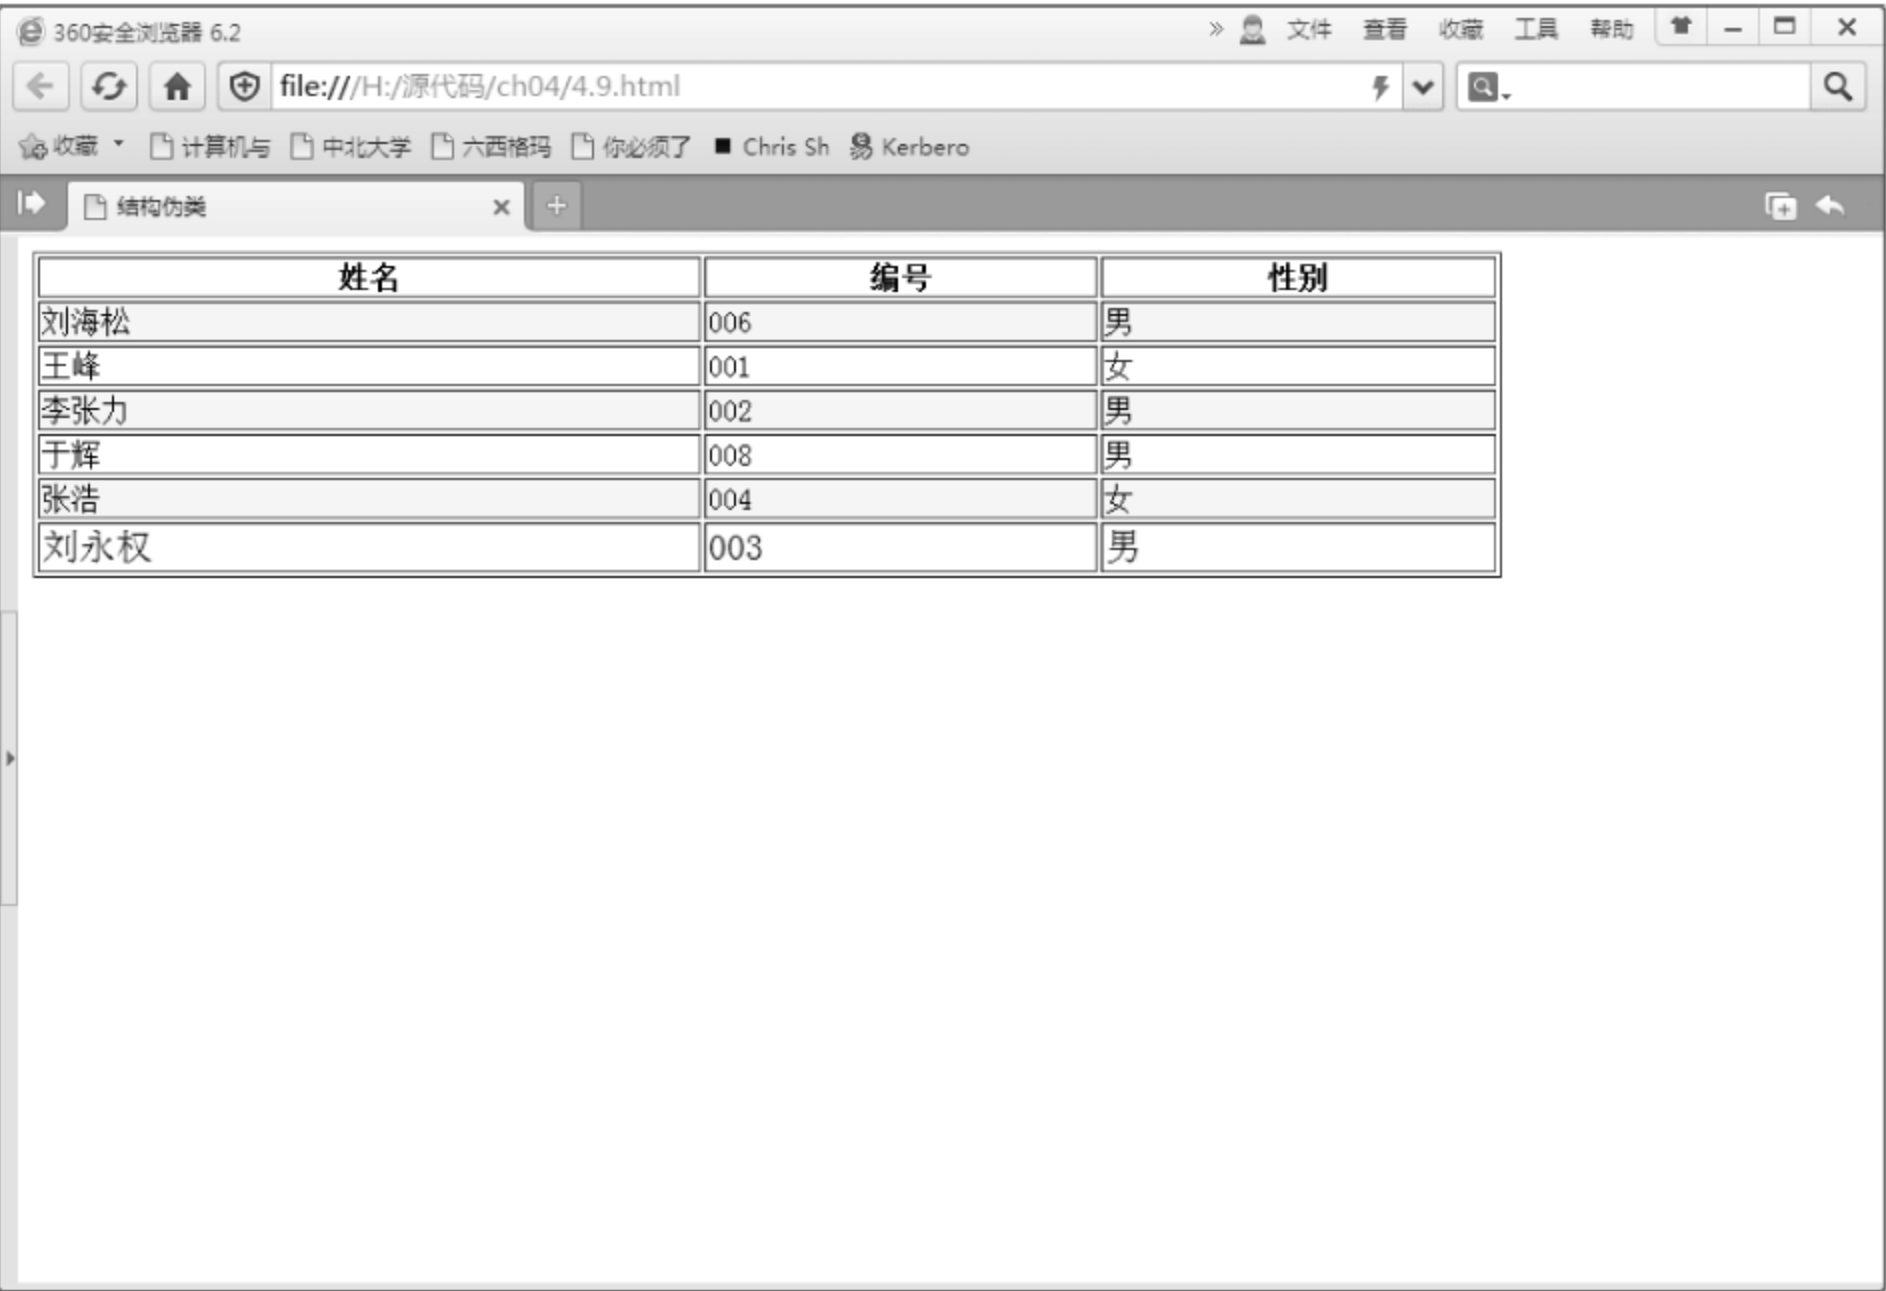 360安全浏览器 6.2 » 文件 查看 收藏 工具 帮助
file:///H:/源代码/ch04/4.9.html
收藏 计算机与 中北大学 六西格玛 你必须了 Chris Sh Kerbero
结构伪类
姓名 编号 性别
刘海松 006 男
王峰 001 女
李张力 002 男
于辉 008 男
张浩 004 女
刘永权 003 男